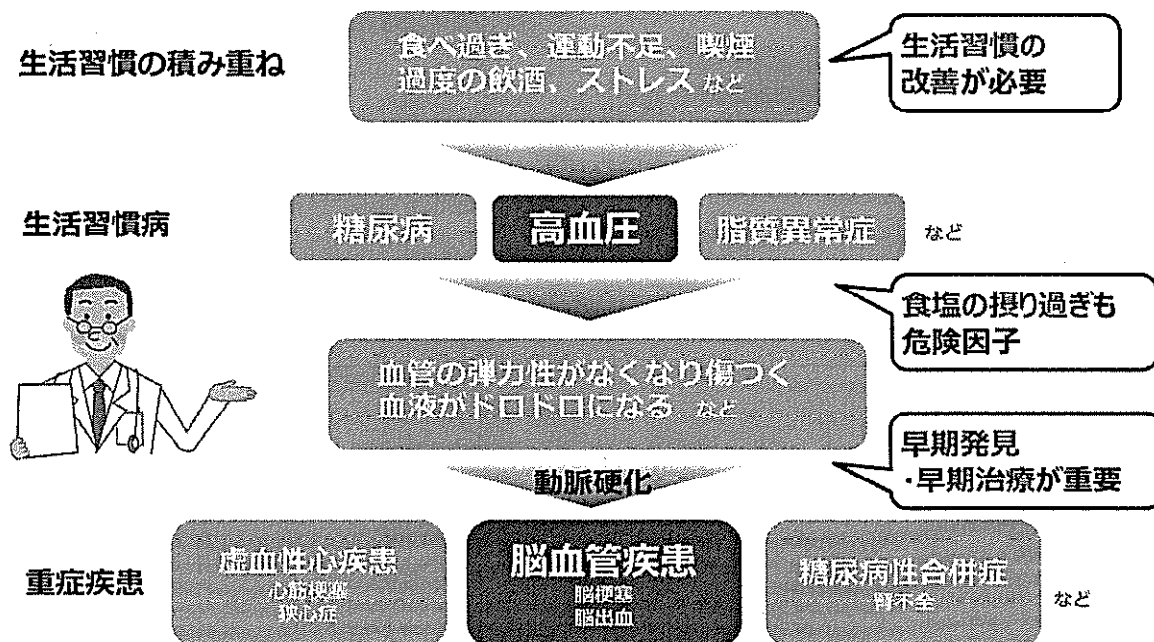 生活習慣の積み重ね
食べ過ぎ、運動不足、喫煙
過度の飲酒、ストレス など
生活習慣の
改善が必要
生活習慣病
糖尿病
高血圧
脂質異常症
など
食塩の摂り過ぎも
危険因子
血管の弾力性がなくなり傷つく
血液がドロドロになる など
早期発見
・早期治療が重要
動脈硬化
重症疾患
虚血性心疾患
心筋梗塞
狭心症
脳血管疾患
脳梗塞
脳出血
糖尿病性合併症
腎不全
など